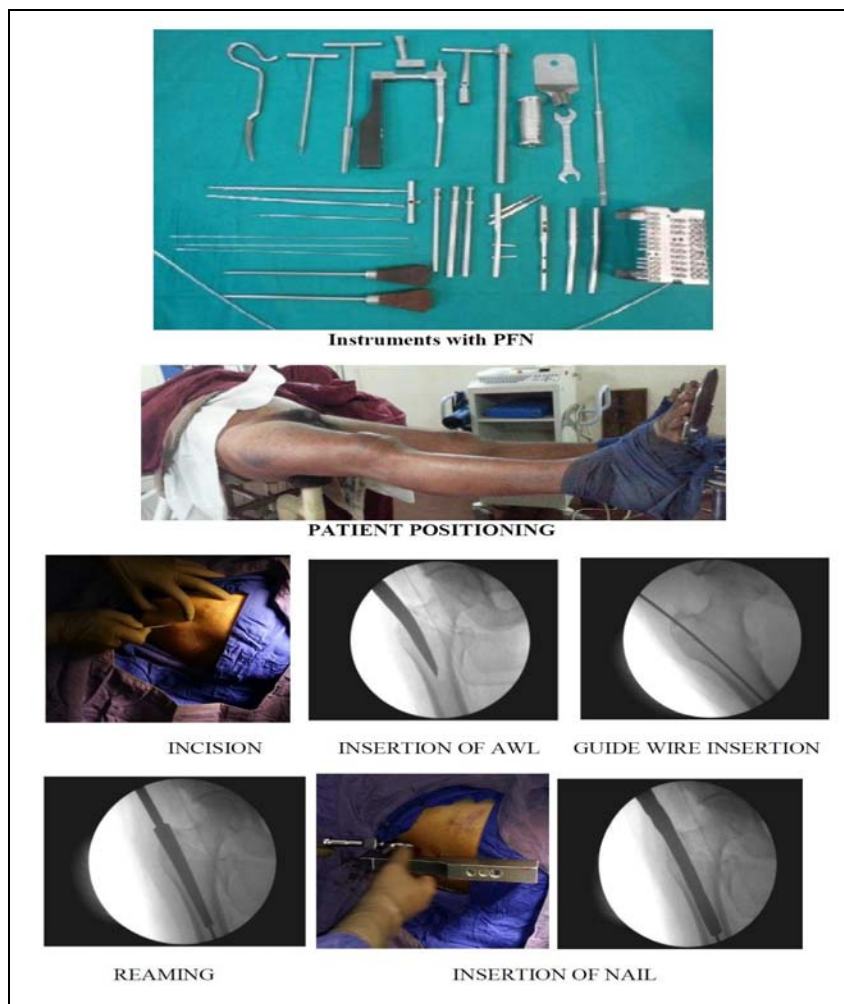 Instruments with PFN
PATIENT POSITIONING
INCISION INSERTION OF AWL GUIDE WIRE INSERTION
REAMING INSERTION OF NAIL